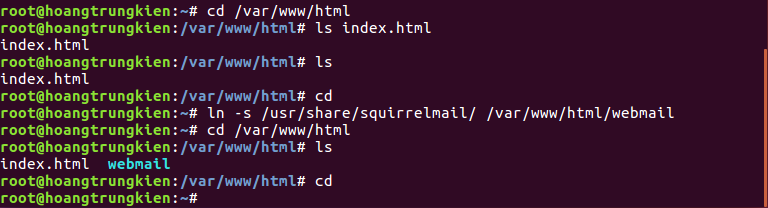 root@hoangtrungkien:~# cd /var/www/html
root@hoangtrungkien:/var/www/html# ls index.html
index.html
root@hoangtrungkien:/var/www/html# ls
index.html
root@hoangtrungkien:/var/www/html# cd
root@hoangtrungkien:~# ln -s /usr/share/squirrelmail/ /var/www/html/webmail
root@hoangtrungkien:~# cd /var/www/html
root@hoangtrungkien:/var/www/html# ls
index.html  webmail
root@hoangtrungkien:/var/www/html# cd
root@hoangtrungkien:~#